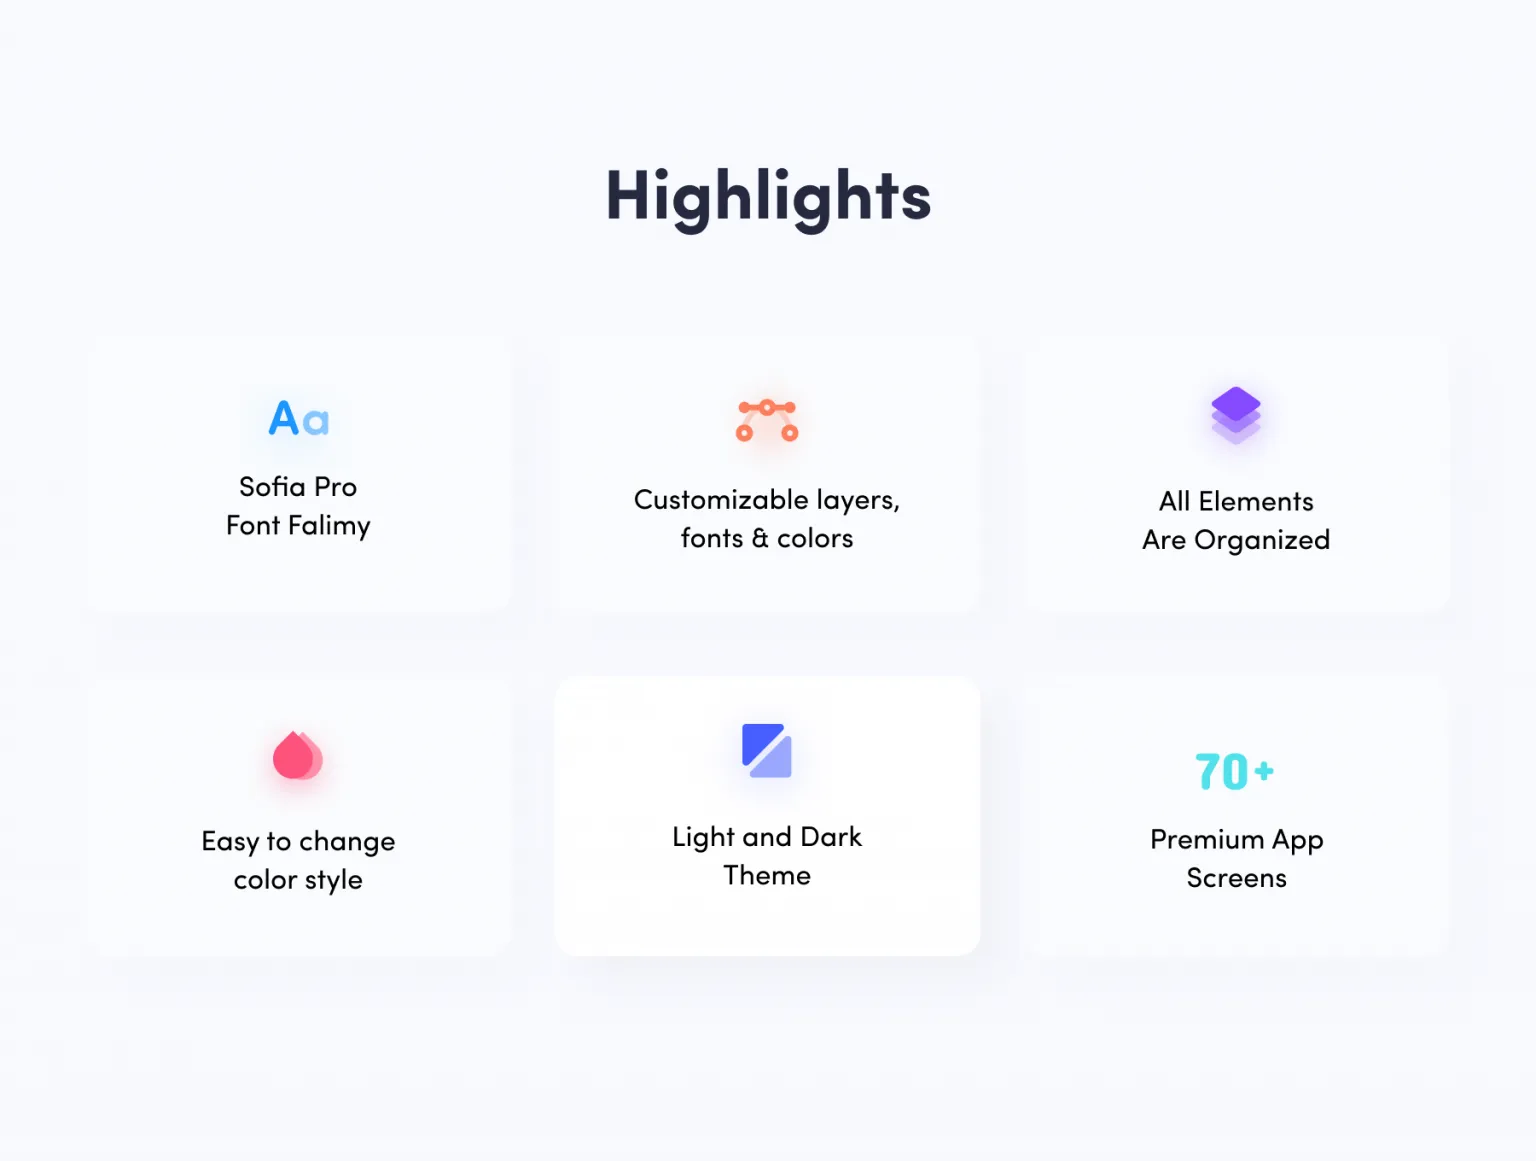 Highlights
Aa
Sofia Pro
Font Falimy
Customizable layers,
fonts & colors
All Elements
Are Organized
Easy to change
color style
Light and Dark
Theme
70+
Premium App
Screens